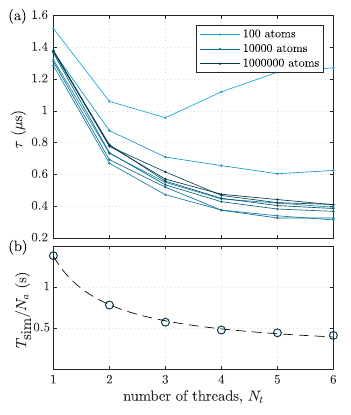 (a)
1.6
1.4
1.2
1
0.8
0.6
0.4
0.2
τ (μs)
100 atoms
10000 atoms
1000000 atoms
(b)
1
0.5
T_sim/N_a (s)
1 2 3 4 5 6
number of threads, N_t